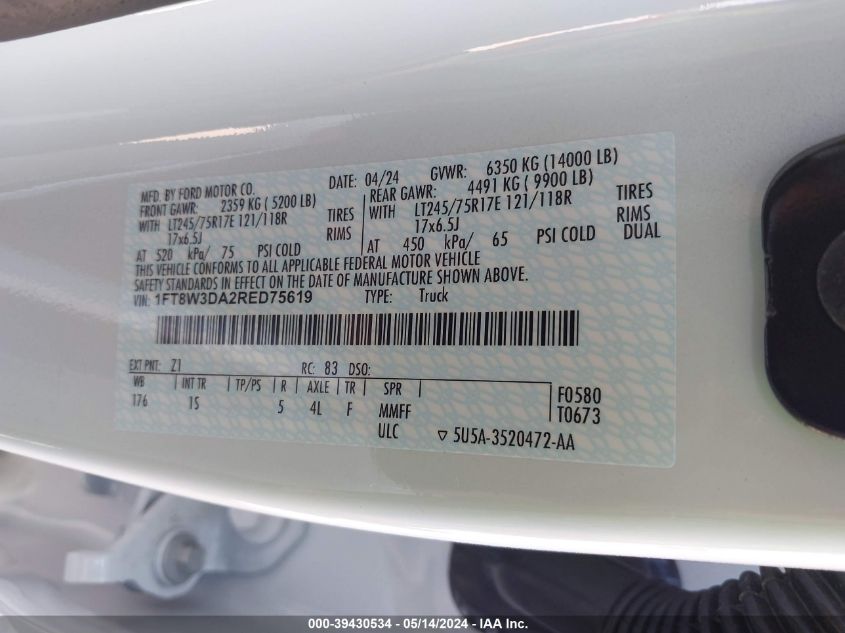 MFD. BY FORD MOTOR CO. DATE: 04/24 GVWR: 6350 KG (14000 LB)
FRONT GAWR: 2359 KG ( 5200 LB) REAR GAWR: 4491 KG ( 9900 LB)
WITH LT245/75R17E 121/118R TIRES WITH LT245/75R17E 121/118R TIRES
17x6.5J RIMS 17x6.5J RIMS
AT 520 kPa/ 75 PSI COLD AT 450 kPa/ 65 PSI COLD DUAL
THIS VEHICLE CONFORMS TO ALL APPLICABLE FEDERAL MOTOR VEHICLE
SAFETY STANDARDS IN EFFECT ON THE DATE OF MANUFACTURE SHOWN ABOVE.
VIN: 1FT8W3DA2RED75619 TYPE: Truck
EXT PNT: Z1 RC: 83 DSO:
WB INT TR TP/PS R AXLE TR SPR F0580
176 1S 5 4L F MMFF T0673
ULC ▽ 5U5A-3520472-AA
000-39430534 - 05/14/2024 - IAAI.com